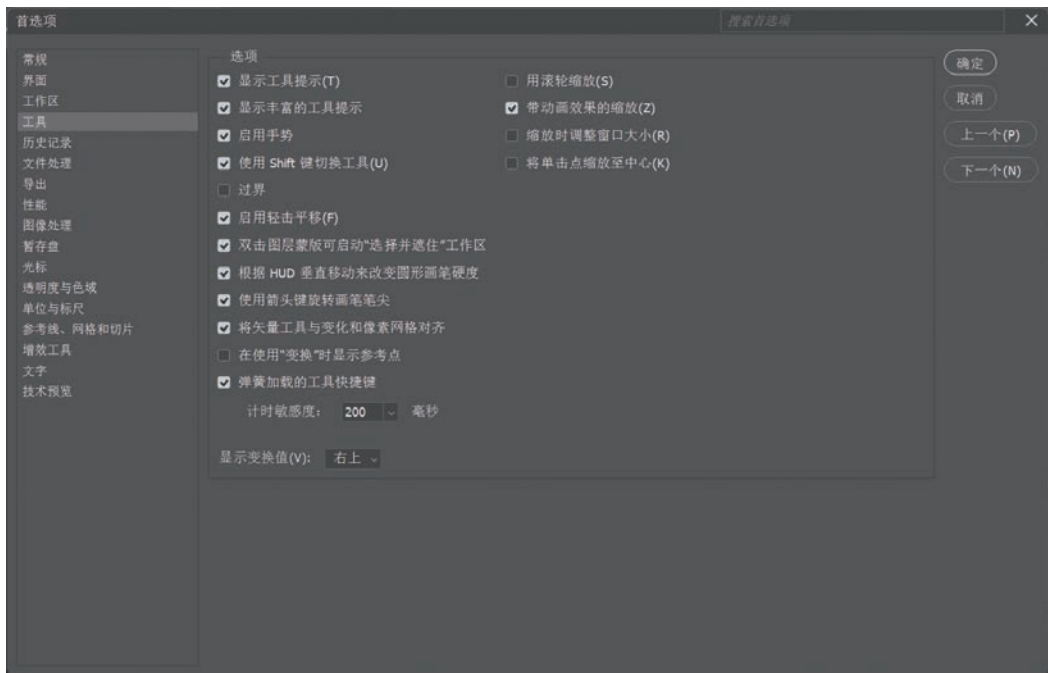 首选项
搜索首选项
常规
界面
工作区
工具
历史记录
文件处理
导出
性能
图像处理
暂存盘
光标
透明度与色域
单位与标尺
参考线、网格和切片
增效工具
文字
技术预览
选项
显示工具提示(T)
显示丰富的工具提示
启用手势
使用 Shift 键切换工具(U)
过界
启用轻击平移(F)
双击图层蒙版可启动“选择并遮住”工作区
根据 HUD 垂直移动来改变圆形画笔硬度
使用箭头键旋转画笔笔尖
将矢量工具与变化和像素网格对齐
在使用“变换”时显示参考点
弹簧加载的工具快捷键
计时敏感度: 200 毫秒
显示变换值(V): 右上
用滚轮缩放(S)
带动画效果的缩放(Z)
缩放时调整窗口大小(R)
将单击点缩放至中心(K)
确定
取消
上一个(P)
下一个(N)